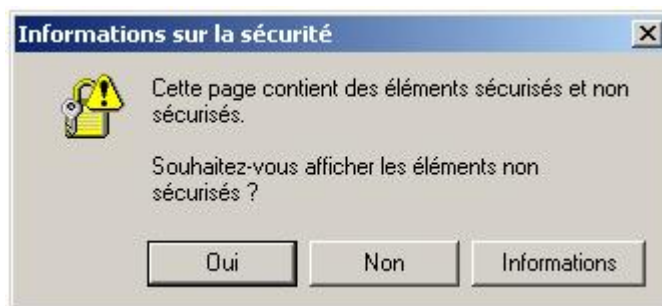 Informations sur la sécurité
Cette page contient des éléments sécurisés et non
sécurisés.
Souhaitez-vous afficher les éléments non
sécurisés ?
Oui Non Informations